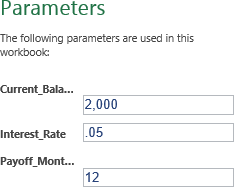 Parameters
The following parameters are used in this
workbook:
Current_Bala...
2,000
Interest_Rate
.05
Payoff_Mont...
12